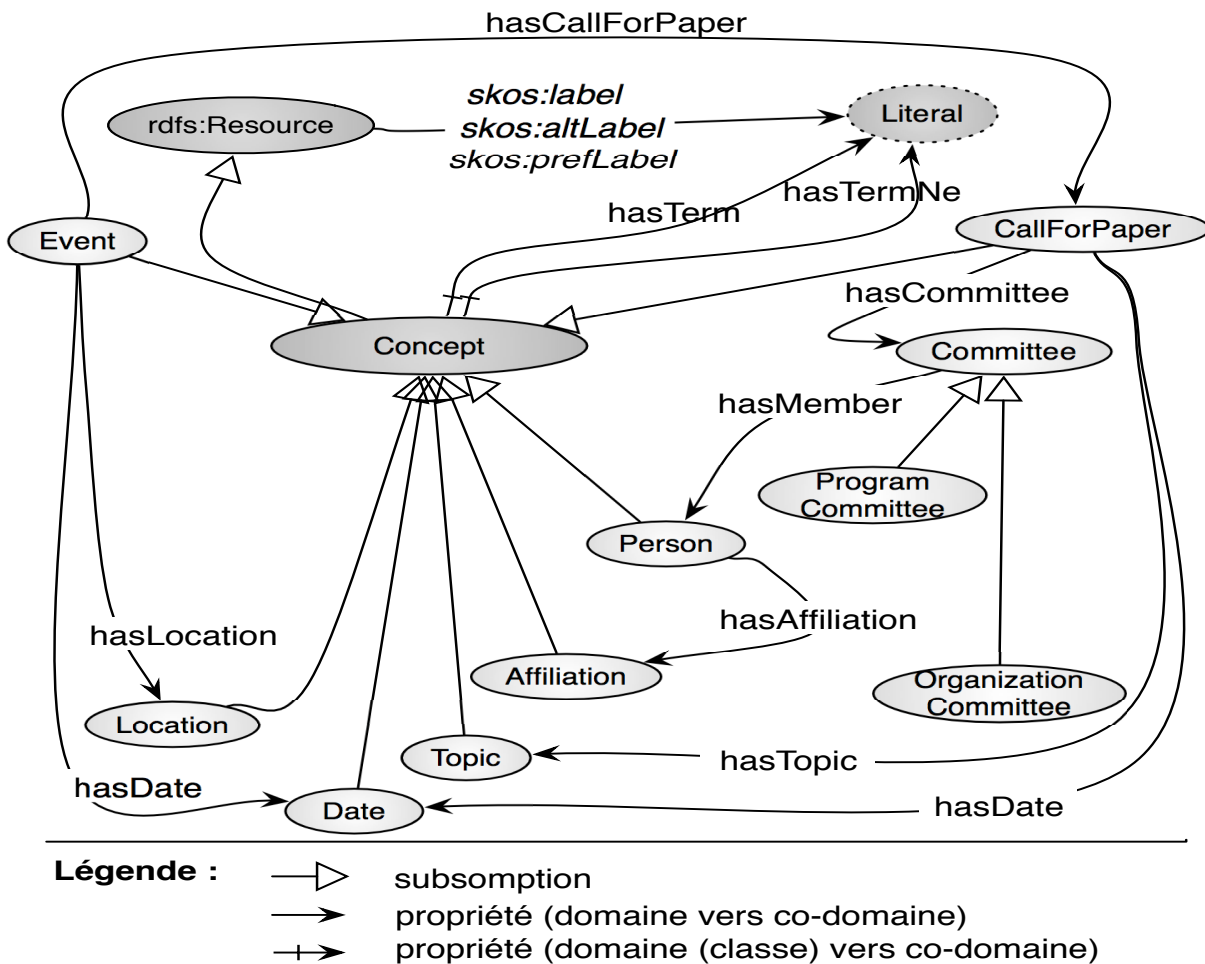 hasCallForPaper
skos:label
rdfs:Resource
skos:altLabel
Literal
skos:prefLabel
hasTermNe
hasTerm
Event
CallForPaper
hasCommittee
Concept
Committee
hasMember
Program
Committee
Person
hasAffiliation
hasLocation
Affiliation
Organization
Committee
Location
Topic
hasTopic
hasDate
Date
hasDate
Légende :
subsomption
propriété (domaine vers co-domaine)
propriété (domaine (classe) vers co-domaine)